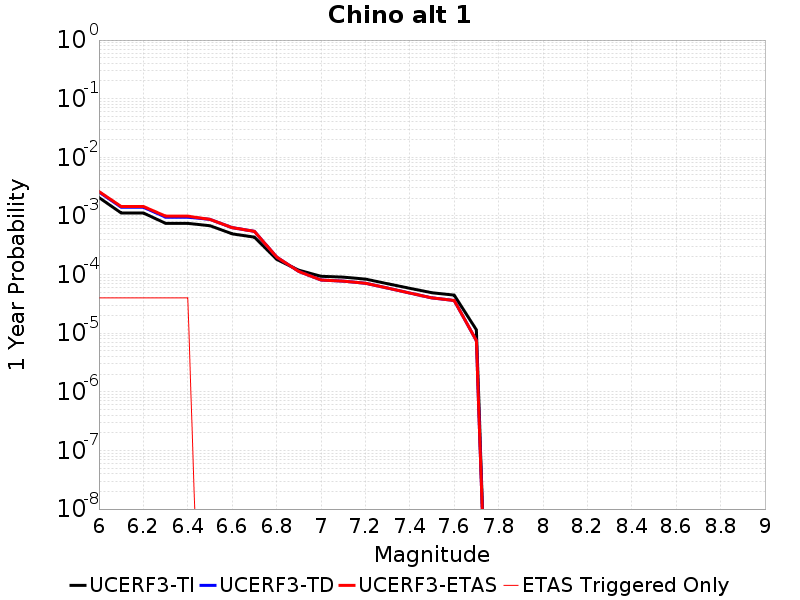 Chino alt 1
1 Year Probability
10^0
10^-1
10^-2
10^-3
10^-4
10^-5
10^-6
10^-7
10^-8
6 6.2 6.4 6.6 6.8 7 7.2 7.4 7.6 7.8 8 8.2 8.4 8.6 8.8 9
Magnitude
UCERF3-TI UCERF3-TD UCERF3-ETAS ETAS Triggered Only